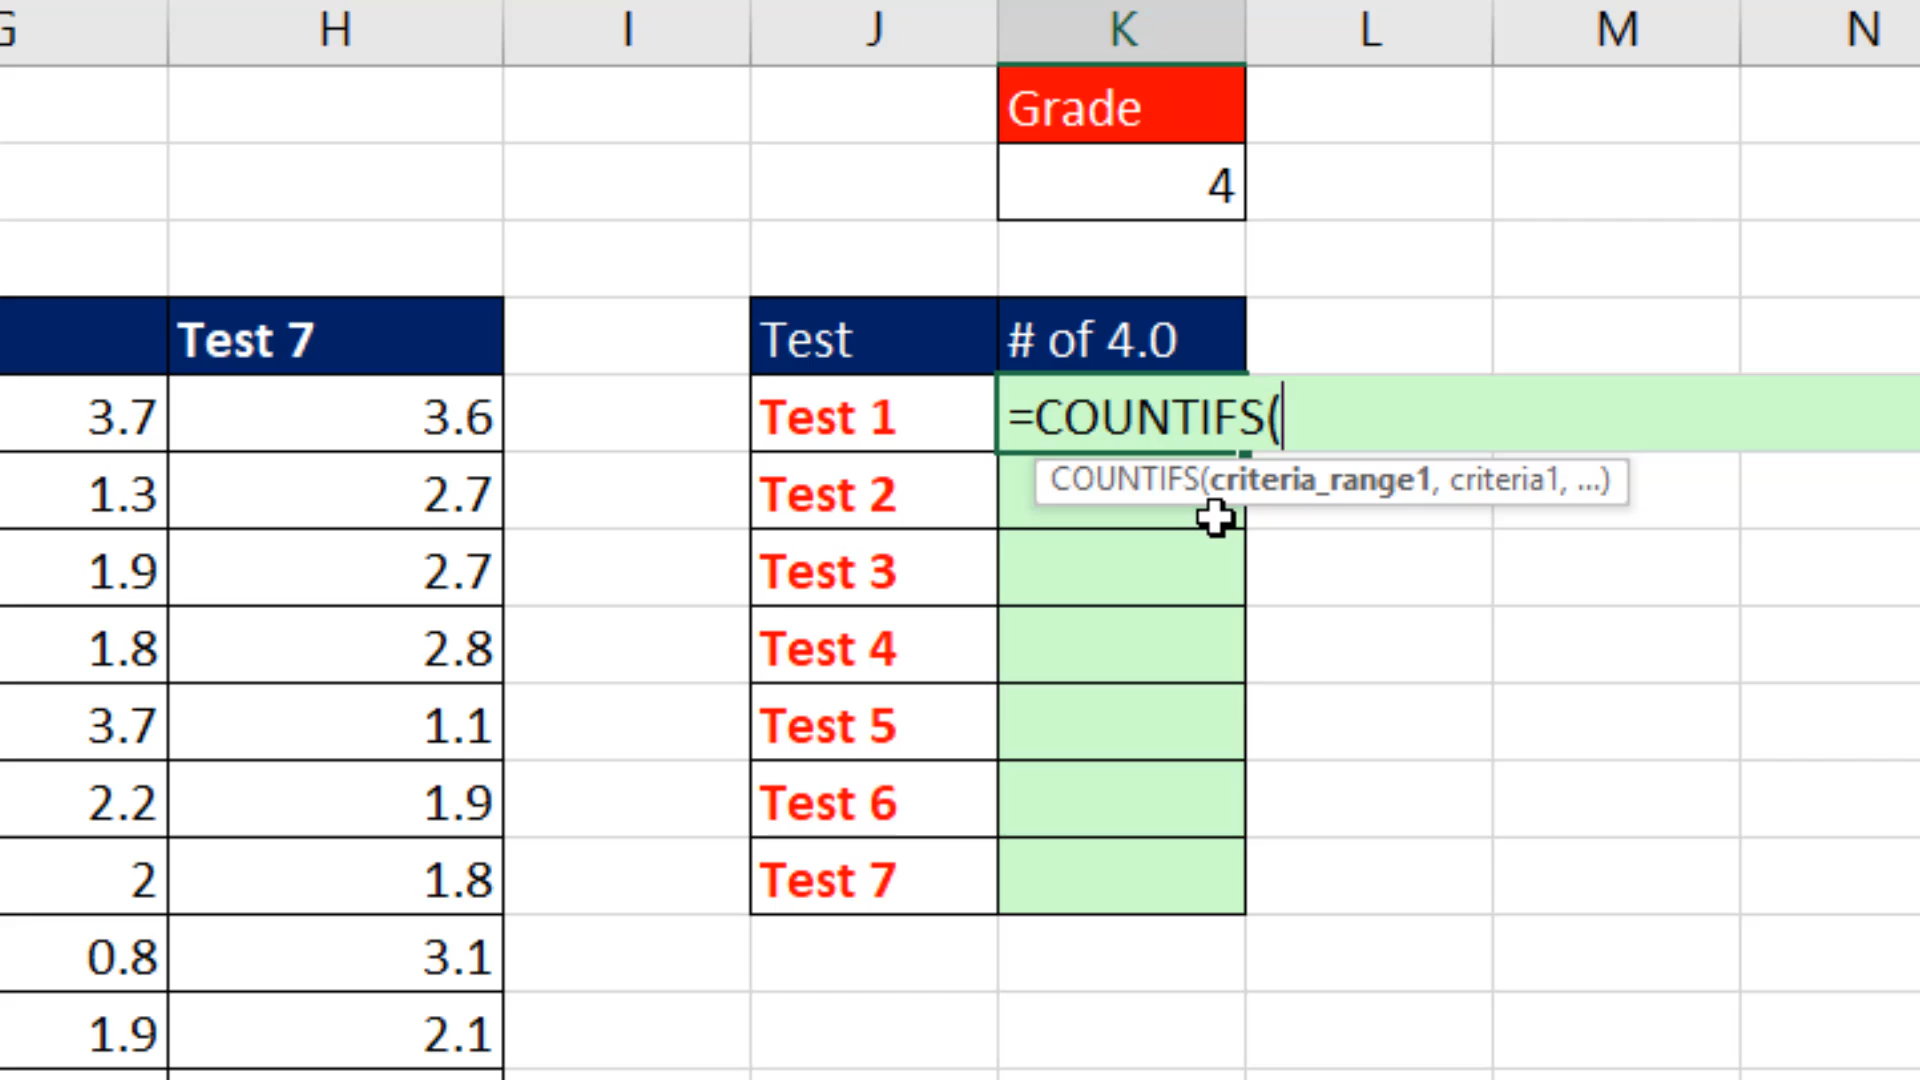 G H I J K L M N
Grade
4
Test 7 Test # of 4.0
3.7 3.6 Test 1 =COUNTIFS(
COUNTIFS(criteria_range1, criteria1, ...)
1.3 2.7 Test 2
1.9 2.7 Test 3
1.8 2.8 Test 4
3.7 1.1 Test 5
2.2 1.9 Test 6
2 1.8 Test 7
0.8 3.1
1.9 2.1